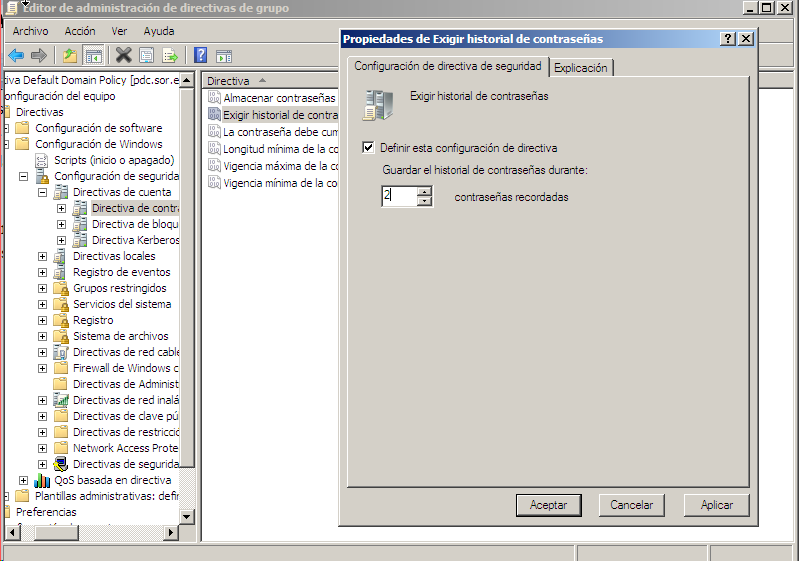 Editor de administración de directivas de grupo
Archivo Acción Ver Ayuda
tiva Default Domain Policy [pdc.sor.e
onfiguración del equipo
Directivas
Configuración de software
Configuración de Windows
Scripts (inicio o apagado)
Configuración de segurida
Directivas de cuenta
Directiva de contra
Directiva de bloqu
Directiva Kerberos
Directivas locales
Registro de eventos
Grupos restringidos
Servicios del sistema
Registro
Sistema de archivos
Directivas de red cable
Firewall de Windows c
Directivas de Administ
Directivas de red inalá
Directivas de clave pú
Directivas de restricció
Network Access Prote
Directivas de segurida
QoS basada en directiva
Plantillas administrativas: defin
Preferencias
Directiva
Almacenar contraseñas
Exigir historial de contra
La contraseña debe cum
Longitud mínima de la co
Vigencia máxima de la co
Vigencia mínima de la co
Propiedades de Exigir historial de contraseñas
Configuración de directiva de seguridad Explicación
Exigir historial de contraseñas
Definir esta configuración de directiva
Guardar el historial de contraseñas durante:
2 contraseñas recordadas
Aceptar Cancelar Aplicar